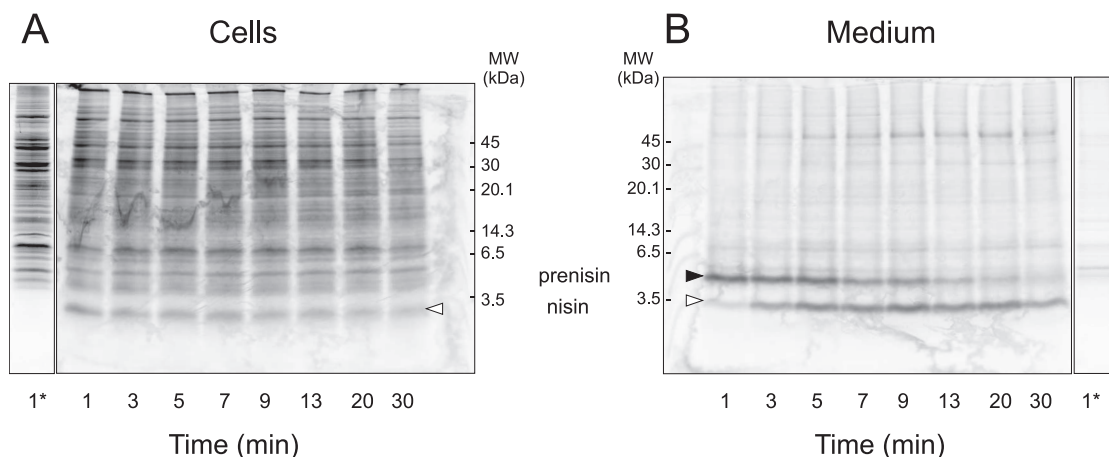 A
Cells
MW
(kDa)
45
30
20.1
14.3
6.5
3.5
1* 1 3 5 7 9 13 20 30
Time (min)
prenisin
nisin
B
Medium
MW
(kDa)
45
30
20.1
14.3
6.5
3.5
1 3 5 7 9 13 20 30 1*
Time (min)